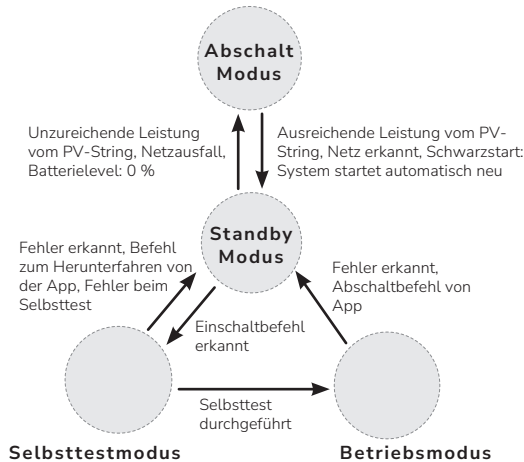 Abschalt
Modus
Unzureichende Leistung
vom PV-String, Netzausfall,
Batterielevel: 0 %
Ausreichende Leistung vom PV-
String, Netz erkannt, Schwarzstart:
System startet automatisch neu
Standby
Modus
Fehler erkannt, Befehl
zum Herunterfahren von
der App, Fehler beim
Selbsttest
Fehler erkannt,
Abschaltbefehl von
App
Einschaltbefehl
erkannt
Selbsttest
durchgeführt
Selbsttestmodus
Betriebsmodus